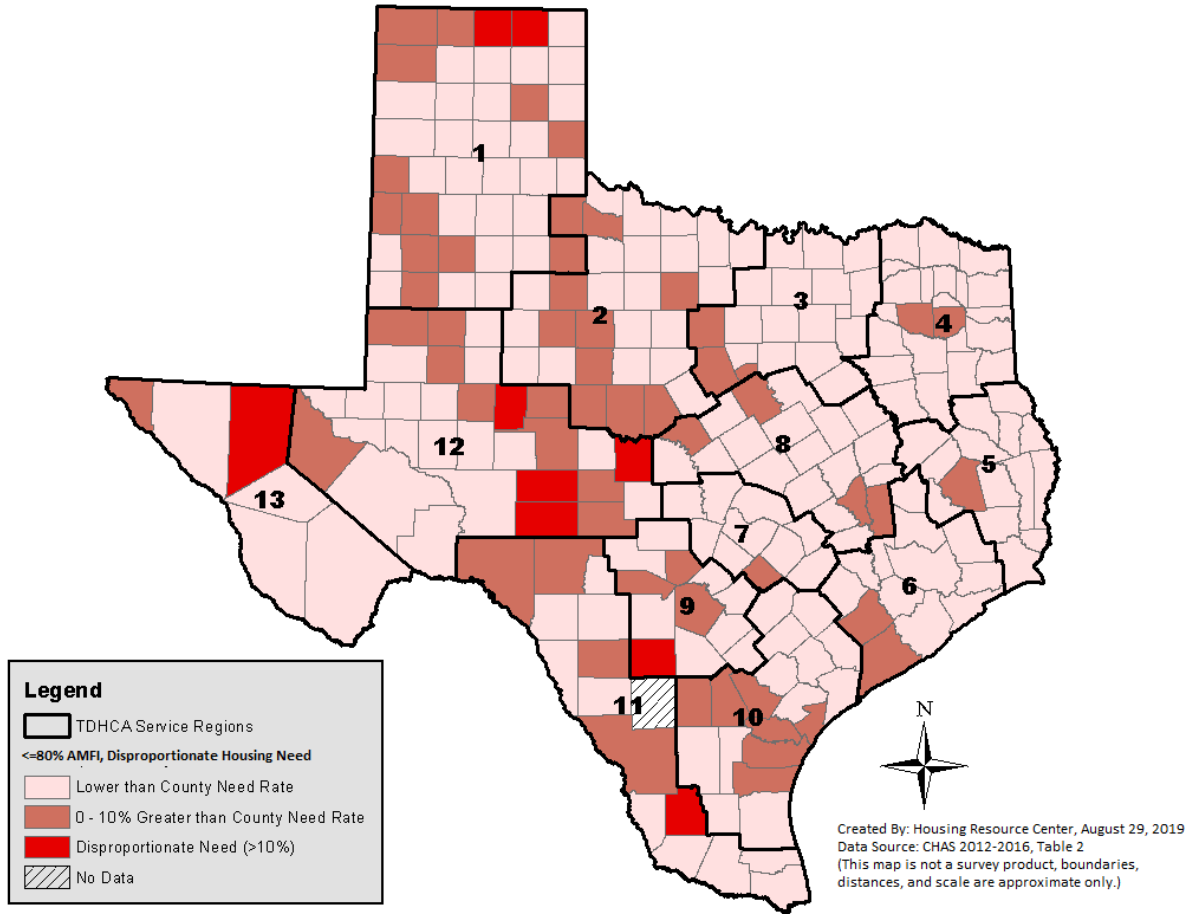 1
2
3
4
12
8
5
13
7
6
9
11
10
Legend
TDHCA Service Regions
<=80% AMFI, Disproportionate Housing Need
Lower than County Need Rate
0 - 10% Greater than County Need Rate
Disproportionate Need (>10%)
No Data
N
Created By: Housing Resource Center, August 29, 2019
Data Source: CHAS 2012-2016, Table 2
(This map is not a survey product, boundaries,
distances, and scale are approximate only.)